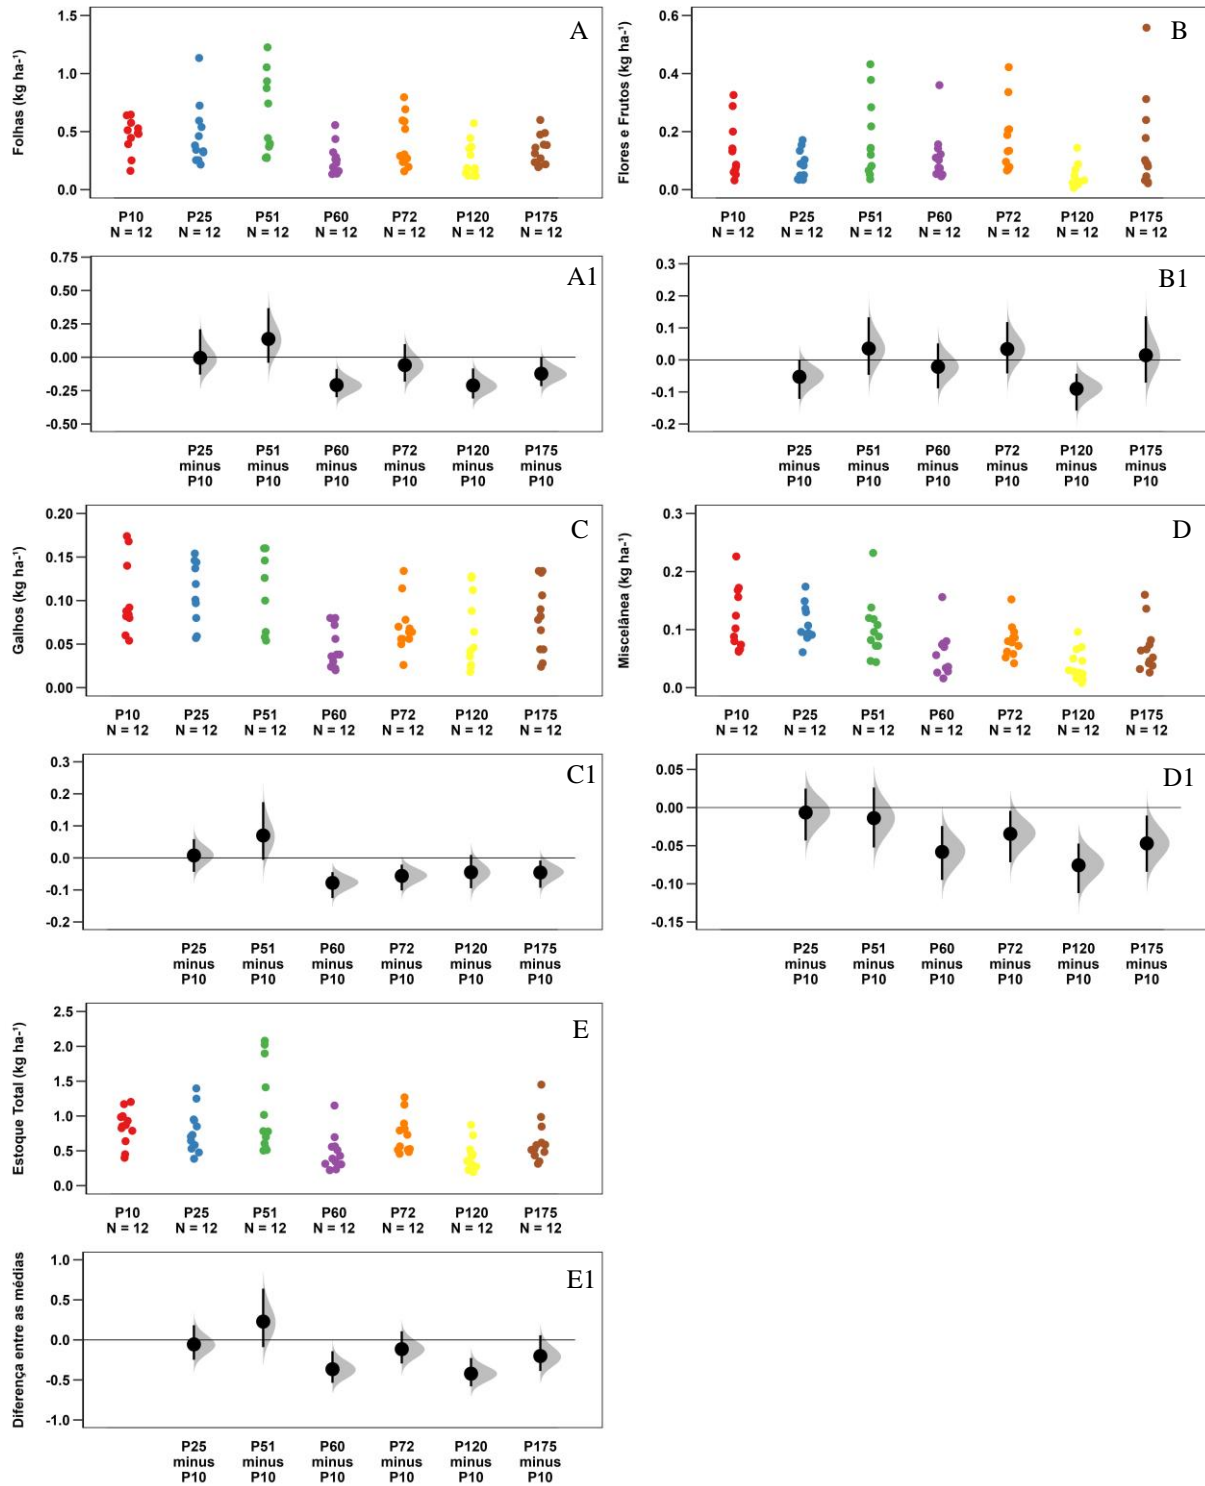 Folhas (kg ha-¹)
1.5
1.0
0.5
0.0
A
P10 P25 P51 P60 P72 P120 P175
N = 12 N = 12 N = 12 N = 12 N = 12 N = 12 N = 12
Flores e Frutos (kg ha-¹)
0.6
0.4
0.2
0.0
B
P10 P25 P51 P60 P72 P120 P175
N = 12 N = 12 N = 12 N = 12 N = 12 N = 12 N = 12
0.75
0.50
0.25
0.00
-0.25
-0.50
A1
P25 P51 P60 P72 P120 P175
minus minus minus minus minus minus
P10 P10 P10 P10 P10 P10
0.3
0.2
0.1
0.0
-0.1
-0.2
B1
P25 P51 P60 P72 P120 P175
minus minus minus minus minus minus
P10 P10 P10 P10 P10 P10
Galhos (kg ha-¹)
0.20
0.15
0.10
0.05
0.00
C
P10 P25 P51 P60 P72 P120 P175
N = 12 N = 12 N = 12 N = 12 N = 12 N = 12 N = 12
Miscelânea (kg ha-¹)
0.3
0.2
0.1
0.0
D
P10 P25 P51 P60 P72 P120 P175
N = 12 N = 12 N = 12 N = 12 N = 12 N = 12 N = 12
0.3
0.2
0.1
0.0
-0.1
-0.2
C1
P25 P51 P60 P72 P120 P175
minus minus minus minus minus minus
P10 P10 P10 P10 P10 P10
0.05
0.00
-0.05
-0.10
-0.15
D1
P25 P51 P60 P72 P120 P175
minus minus minus minus minus minus
P10 P10 P10 P10 P10 P10
Estoque Total (kg ha-¹)
2.5
2.0
1.5
1.0
0.5
0.0
E
P10 P25 P51 P60 P72 P120 P175
N = 12 N = 12 N = 12 N = 12 N = 12 N = 12 N = 12
Diferença entre as médias
1.0
0.5
0.0
-0.5
-1.0
E1
P25 P51 P60 P72 P120 P175
minus minus minus minus minus minus
P10 P10 P10 P10 P10 P10